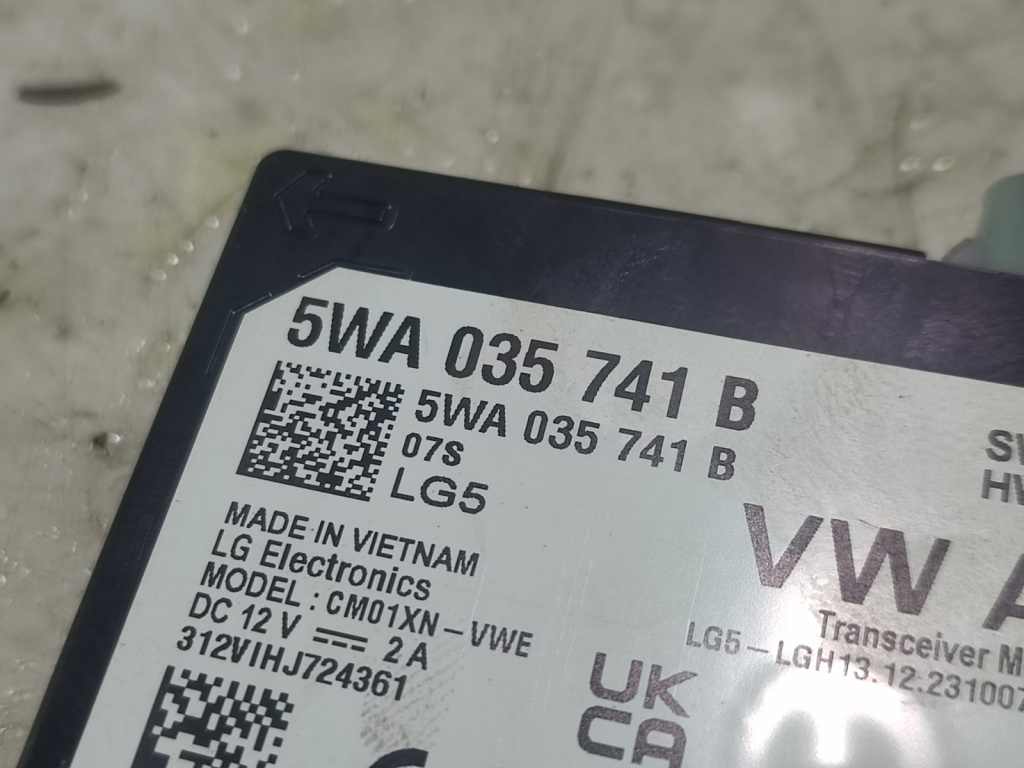 5WA 035 741 B
5WA 035 741 B
07S
LG5
MADE IN VIETNAM
LG Electronics
MODEL : CM01XN-VWE
DC 12 V ⎓ 2 A
312VIHJ724361
VW
Transceiver
LG5-LGH13.12.231007
UK
CA